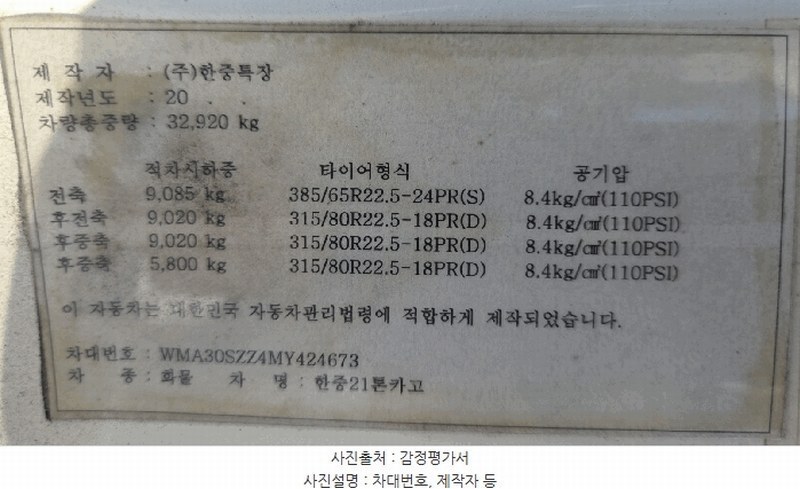 제 작 자 : (주)한중특장
제작년도 : 20 . .
차량총중량 : 32,920 kg
적차시하중 타이어형식 공기압
전축 9,085 kg 385/65R22.5-24PR(S) 8.4kg/㎠(110PSI)
후전축 9,020 kg 315/80R22.5-18PR(D) 8.4kg/㎠(110PSI)
후중축 9,020 kg 315/80R22.5-18PR(D) 8.4kg/㎠(110PSI)
후중축 5,800 kg 315/80R22.5-18PR(D) 8.4kg/㎠(110PSI)
이 자동차는 대한민국 자동차관리법령에 적합하게 제작되었습니다.
차대번호 : WMA30SZZ4MY424673
차 종 : 화물 차 명 : 한중21톤카고
사진출처 : 감정평가서
사진설명 : 차대번호, 제작자 등